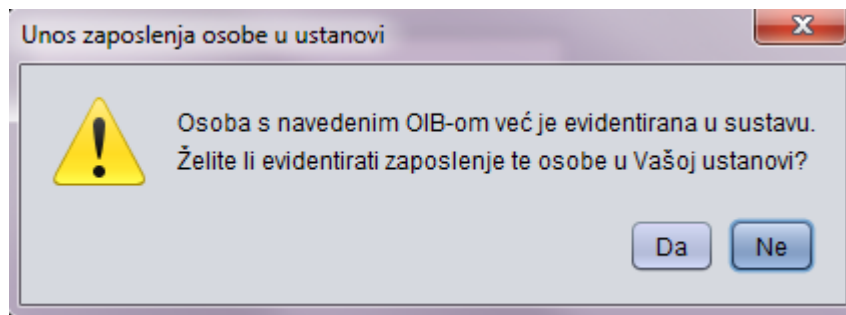 Unos zaposlenja osobe u ustanovi
Osoba s navedenim OIB-om već je evidentirana u sustavu.
Želite li evidentirati zaposlenje te osobe u Vašoj ustanovi?
Da Ne